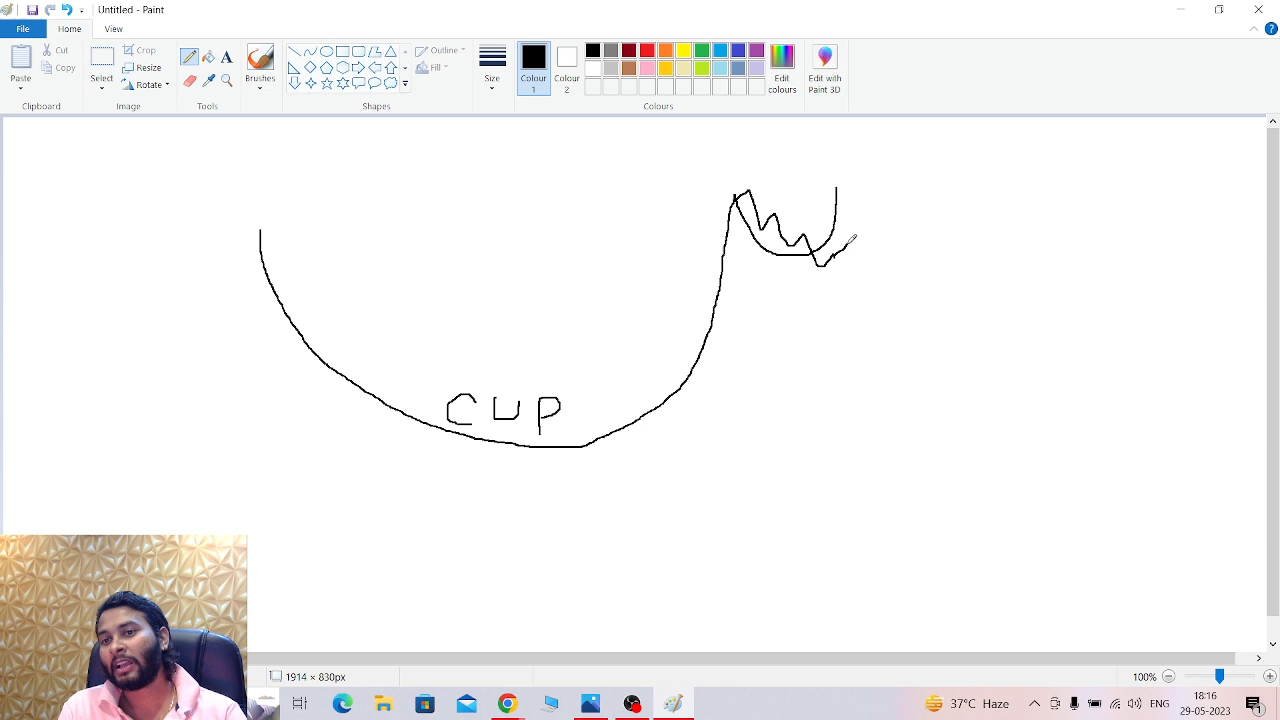 Untitled - Paint
File
Home
View
Paste
Cut
Copy
Clipboard
Select
Crop
Resize
Rotate
Image
Tools
Brushes
Shapes
Outline
Fill
Size
Colour 1
Colour 2
Colours
Edit colours
Edit with Paint 3D
CUP
1914 × 830px
100%
37°C Haze
ENG
18:16
29-05-2023
1